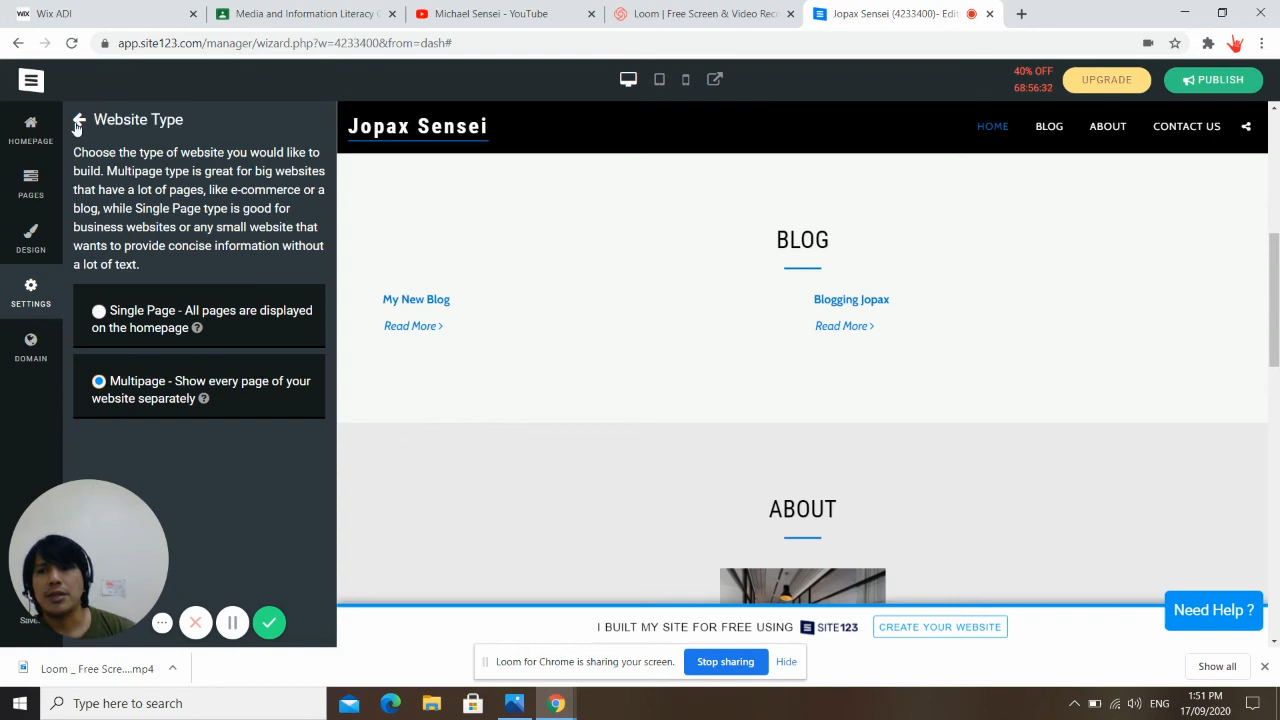 WiX Wix ADI
Media and Information Literacy
Michael Sensei - YouTube
Loom | Free Screen & Video Reco
Jopax Sensei (4233400)- Edit
app.site123.com/manager/wizard.php?w=4233400&from=dash#
40% OFF
68:56:32
UPGRADE
PUBLISH
HOMEPAGE
PAGES
DESIGN
SETTINGS
DOMAIN
Website Type
Choose the type of website you would like to
build. Multipage type is great for big websites
that have a lot of pages, like e-commerce or a
blog, while Single Page type is good for
business websites or any small website that
wants to provide concise information without
a lot of text.
Single Page - All pages are displayed
on the homepage ?
Multipage - Show every page of your
website separately ?
Jopax Sensei
HOME BLOG ABOUT CONTACT US
BLOG
My New Blog
Read More >
Blogging Jopax
Read More >
ABOUT
I BUILT MY SITE FOR FREE USING SITE123 CREATE YOUR WEBSITE
Need Help ?
Loom for Chrome is sharing your screen. Stop sharing Hide
Loom _ Free Scre....mp4
Show all
Type here to search
ENG
1:51 PM
17/09/2020